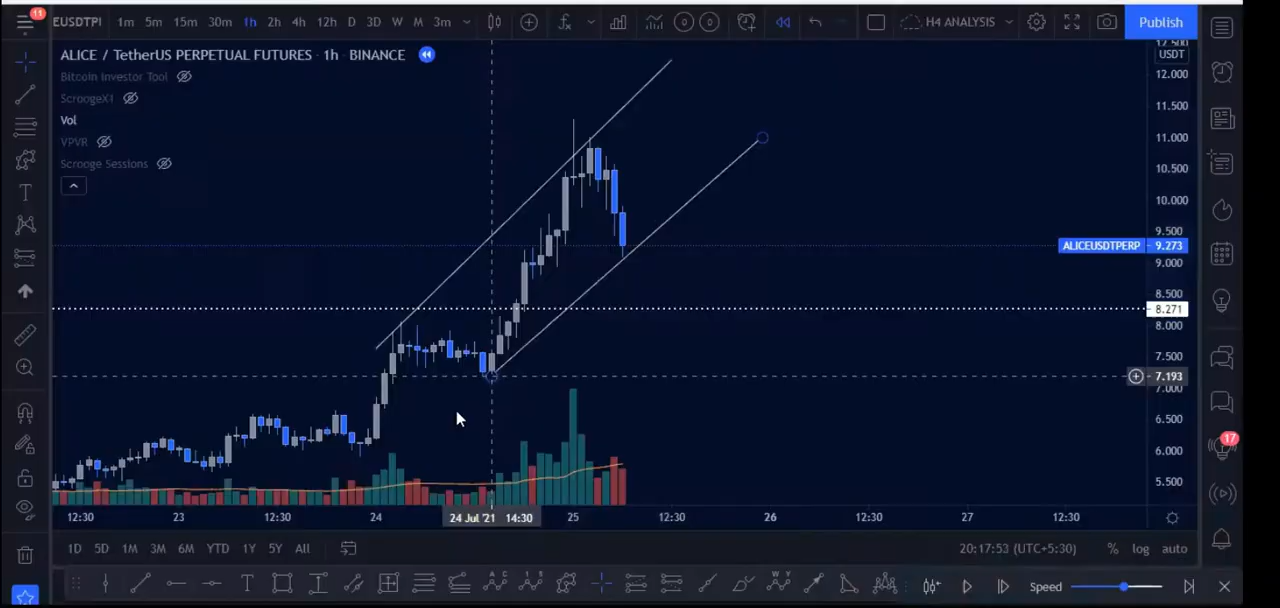 11
EUSDTPI 1m 5m 15m 30m 1h 2h 4h 12h D 3D W M 3m H4 ANALYSIS Publish
ALICE / TetherUS PERPETUAL FUTURES · 1h · BINANCE
Bitcoin Investor Tool
ScroogeX1
Vol
VPVR
Scrooge Sessions
12.500
USDT
12.000
11.500
11.000
10.500
10.000
9.500
ALICEUSDTPERP 9.273
9.000
8.500
8.271
8.000
7.500
7.193
7.000
6.500
6.000
5.500
17
12:30 23 12:30 24 24 Jul '21 14:30 25 12:30 26 12:30 27 12:30
1D 5D 1M 3M 6M YTD 1Y 5Y All 20:17:53 (UTC+5:30) % log auto
Speed